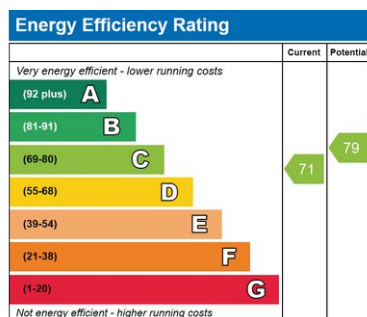 Energy Efficiency Rating
Current Potential
Very energy efficient - lower running costs
(92 plus) A
(81-91) B
(69-80) C
(55-68) D
(39-54) E
(21-38) F
(1-20) G
71
79
Not energy efficient - higher running costs